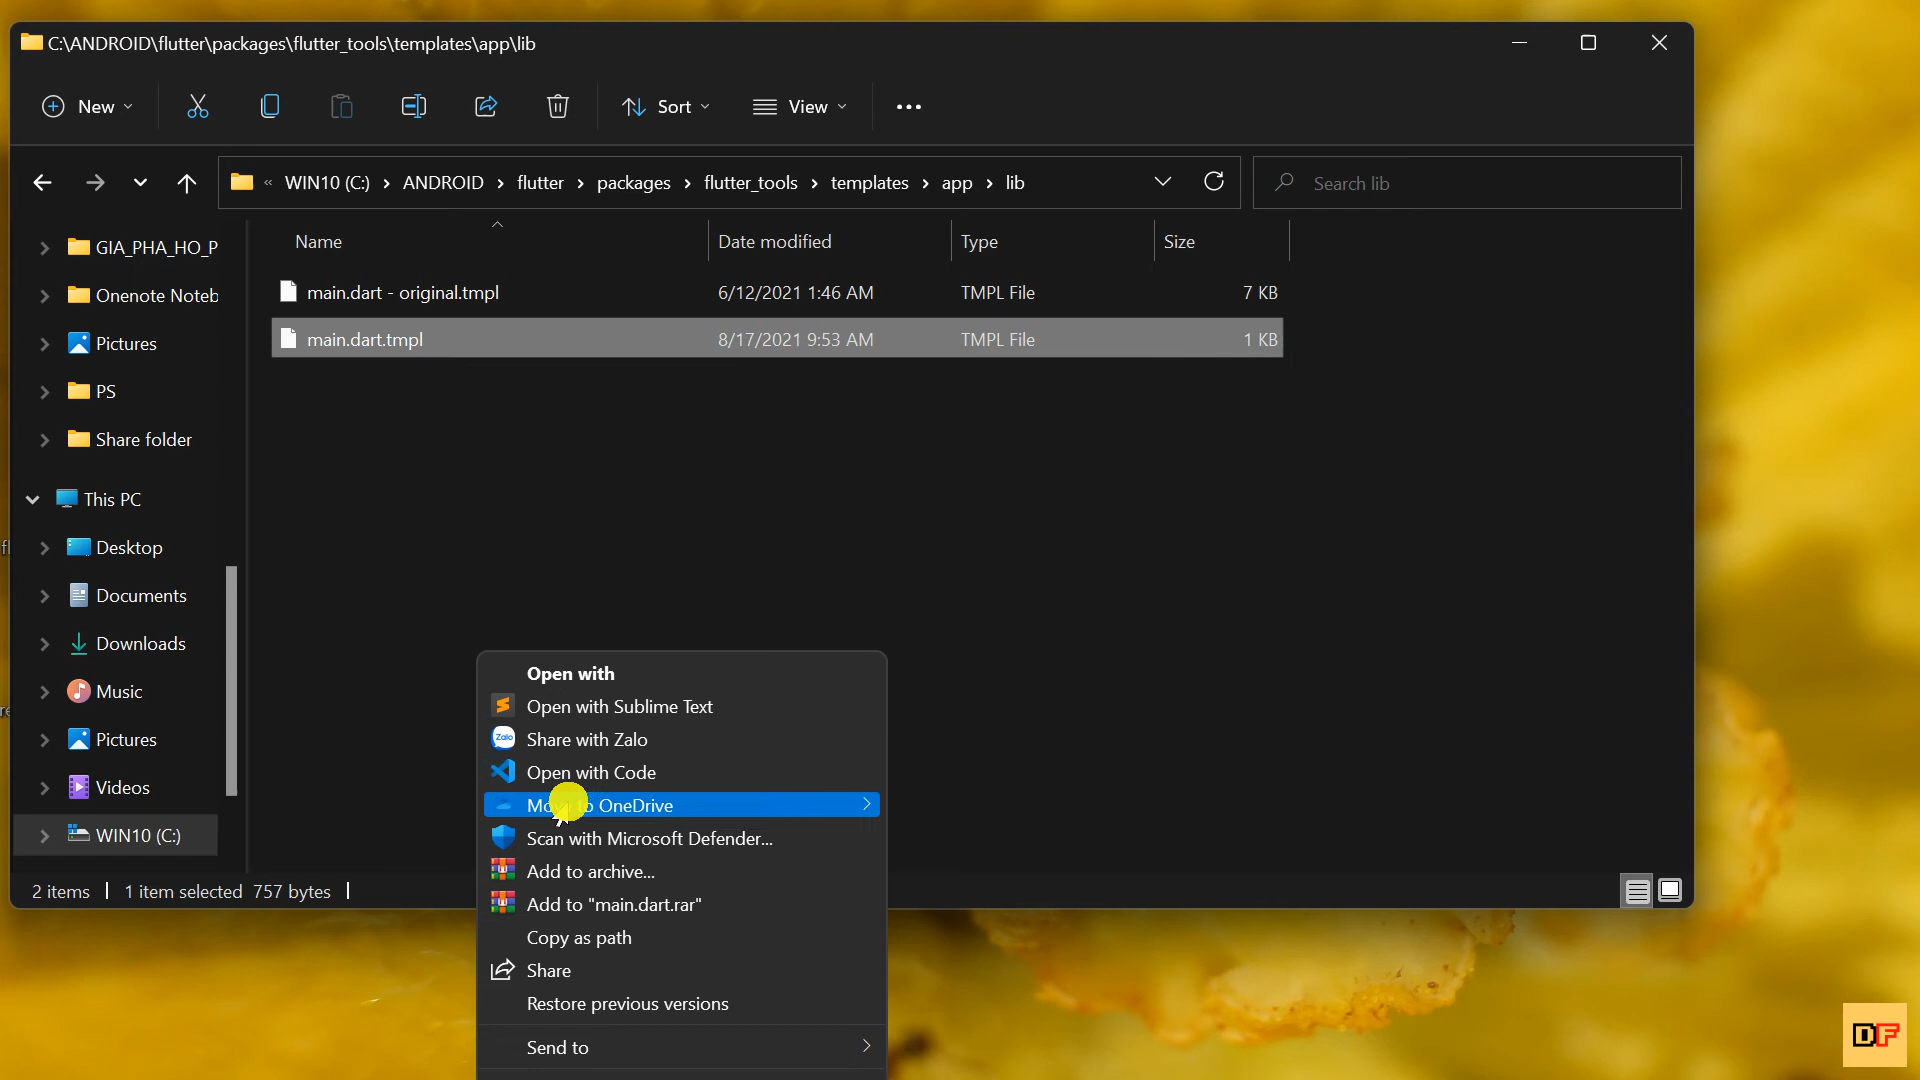 C:\ANDROID\flutter\packages\flutter_tools\templates\app\lib
New
Sort
View
« WIN10 (C:) › ANDROID › flutter › packages › flutter_tools › templates › app › lib
Search lib
GIA_PHA_HO_P
Onenote Noteb
Pictures
PS
Share folder
This PC
Desktop
Documents
Downloads
Music
Pictures
Videos
WIN10 (C:)
Name Date modified Type Size
main.dart - original.tmpl 6/12/2021 1:46 AM TMPL File 7 KB
main.dart.tmpl 8/17/2021 9:53 AM TMPL File 1 KB
Open with
Open with Sublime Text
Zalo Share with Zalo
Open with Code
Move to OneDrive
Scan with Microsoft Defender...
Add to archive...
Add to "main.dart.rar"
Copy as path
Share
Restore previous versions
Send to
2 items 1 item selected 757 bytes
DF